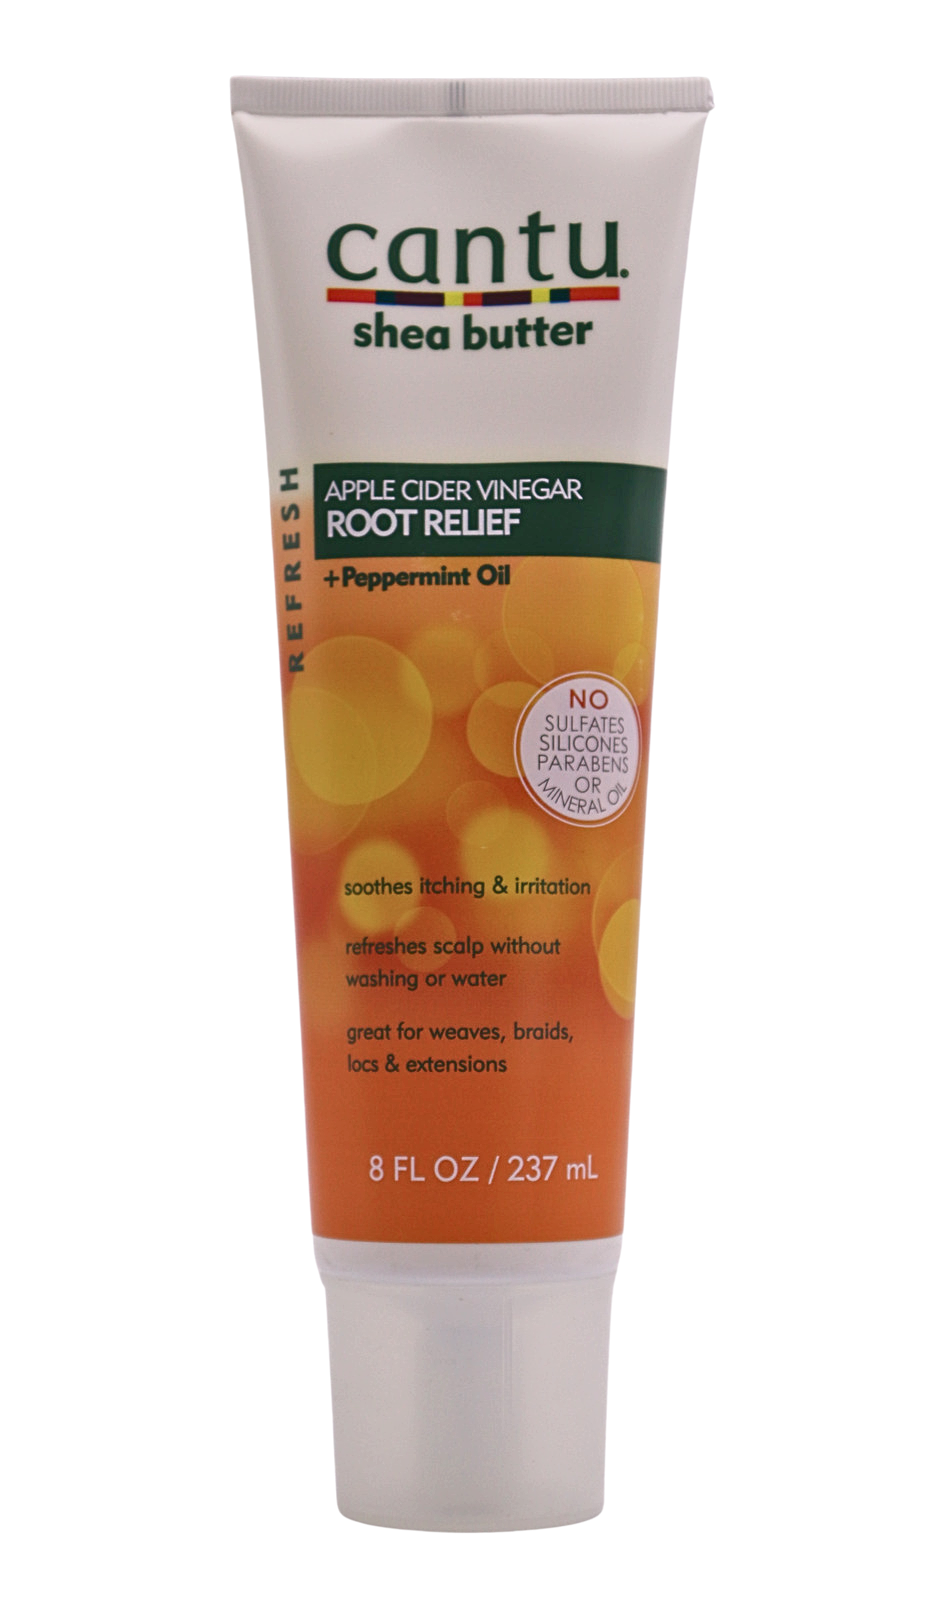 cantu.
shea butter
REFRESH
APPLE CIDER VINEGAR
ROOT RELIEF
+Peppermint Oil
NO
SULFATES
SILICONES
PARABENS
OR
MINERAL OIL
soothes itching & irritation
refreshes scalp without
washing or water
great for weaves, braids,
locs & extensions
8 FL OZ / 237 mL